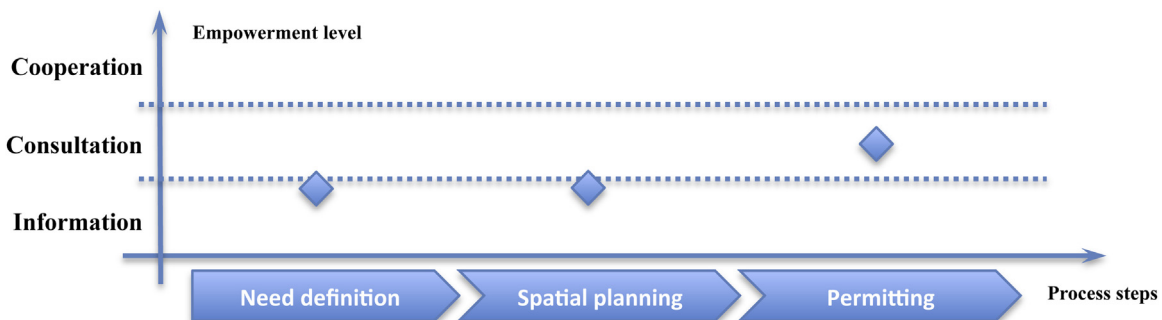 Empowerment level
Cooperation
Consultation
Information
Need definition
Spatial planning
Permitting
Process steps